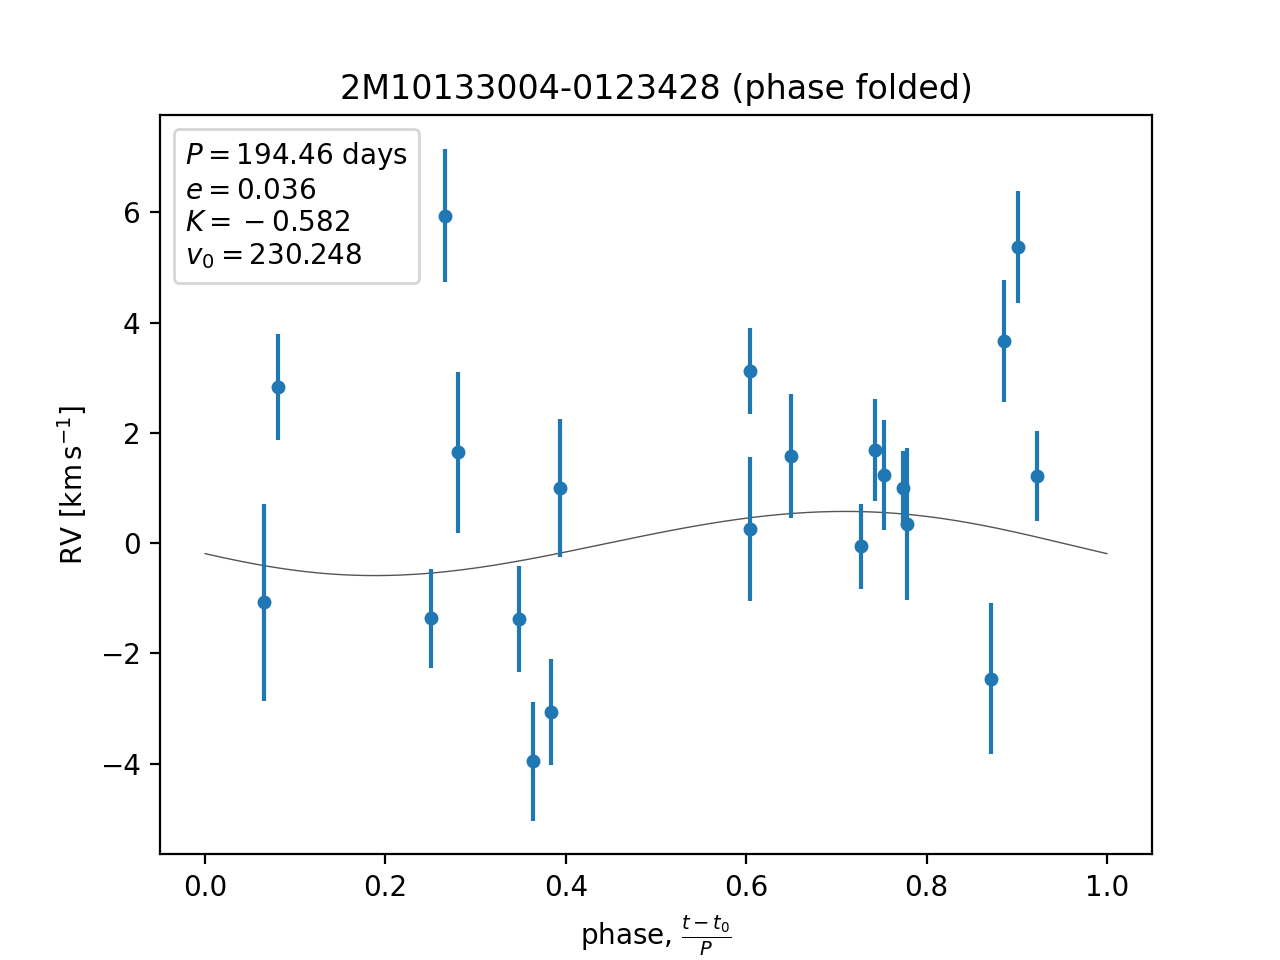 2M10133004-0123428 (phase folded)
P = 194.46 days
e = 0.036
K = −0.582
v₀ = 230.248
6
4
2
0
−2
−4
RV [km s⁻¹]
0.0 0.2 0.4 0.6 0.8 1.0
phase, (t − t₀)/P